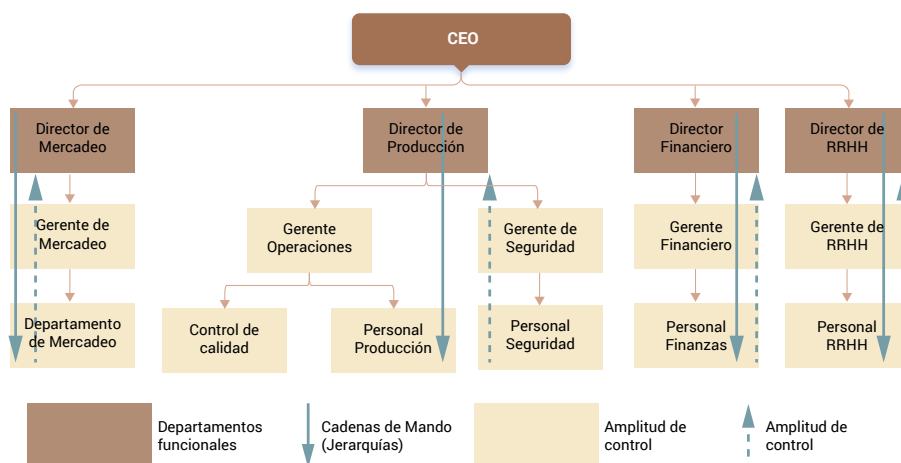 CEO
Director de
Mercadeo
Director de
Producción
Director
Financiero
Director de
RRHH
Gerente de
Mercadeo
Gerente
Operaciones
Gerente de
Seguridad
Gerente
Financiero
Gerente de
RRHH
Departamento
de Mercadeo
Control de
calidad
Personal
Producción
Personal
Seguridad
Personal
Finanzas
Personal
RRHH
Departamentos
funcionales
Cadenas de Mando
(Jerarquías)
Amplitud de
control
Amplitud de
control